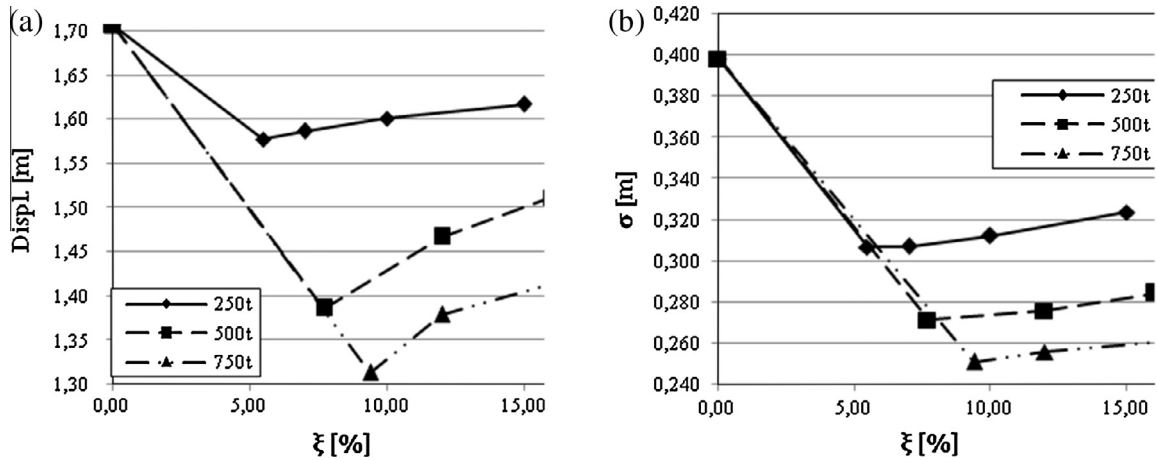 (a)
1,70
1,65
1,60
1,55
1,50
1,45
1,40
1,35
1,30
Displ. [m]
250t
500t
750t
0,00
5,00
10,00
15,00
ξ [%]
(b)
0,420
0,400
0,380
0,360
0,340
0,320
0,300
0,280
0,260
0,240
σ [m]
250t
500t
750t
0,00
5,00
10,00
15,00
ξ [%]